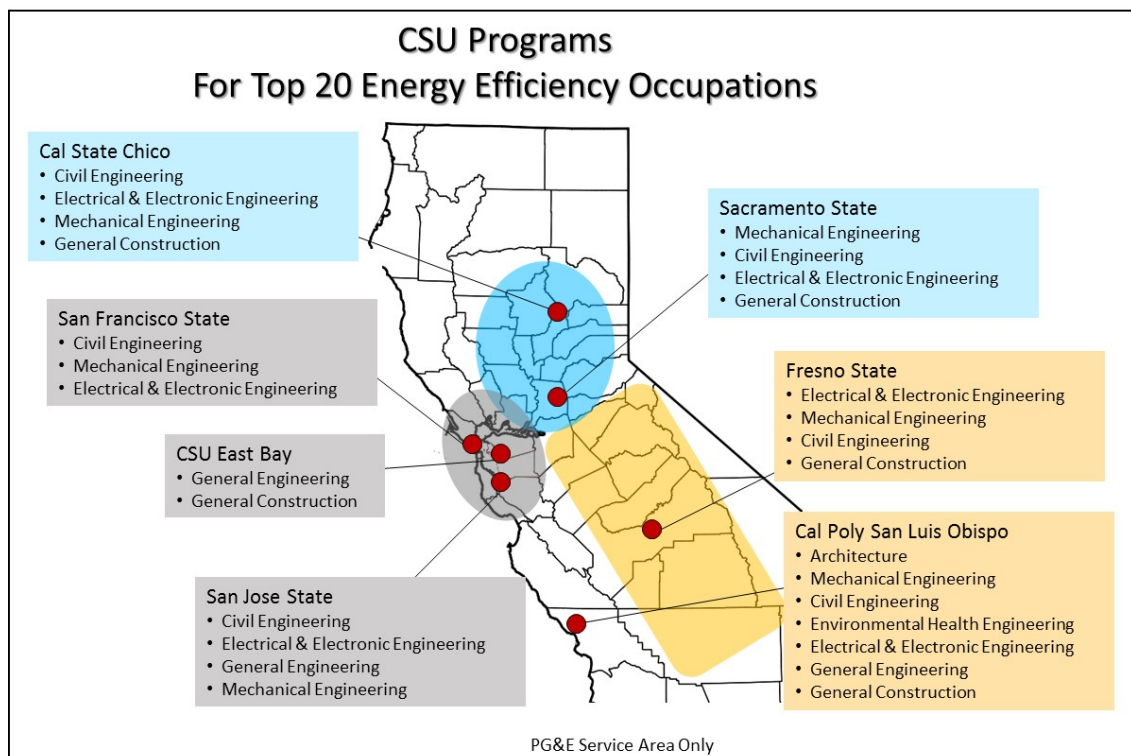 CSU Programs
For Top 20 Energy Efficiency Occupations
Cal State Chico
• Civil Engineering
• Electrical & Electronic Engineering
• Mechanical Engineering
• General Construction
Sacramento State
• Mechanical Engineering
• Civil Engineering
• Electrical & Electronic Engineering
• General Construction
San Francisco State
• Civil Engineering
• Mechanical Engineering
• Electrical & Electronic Engineering
Fresno State
• Electrical & Electronic Engineering
• Mechanical Engineering
• Civil Engineering
• General Construction
CSU East Bay
• General Engineering
• General Construction
Cal Poly San Luis Obispo
• Architecture
• Mechanical Engineering
• Civil Engineering
• Environmental Health Engineering
• Electrical & Electronic Engineering
• General Engineering
• General Construction
San Jose State
• Civil Engineering
• Electrical & Electronic Engineering
• General Engineering
• Mechanical Engineering
PG&E Service Area Only